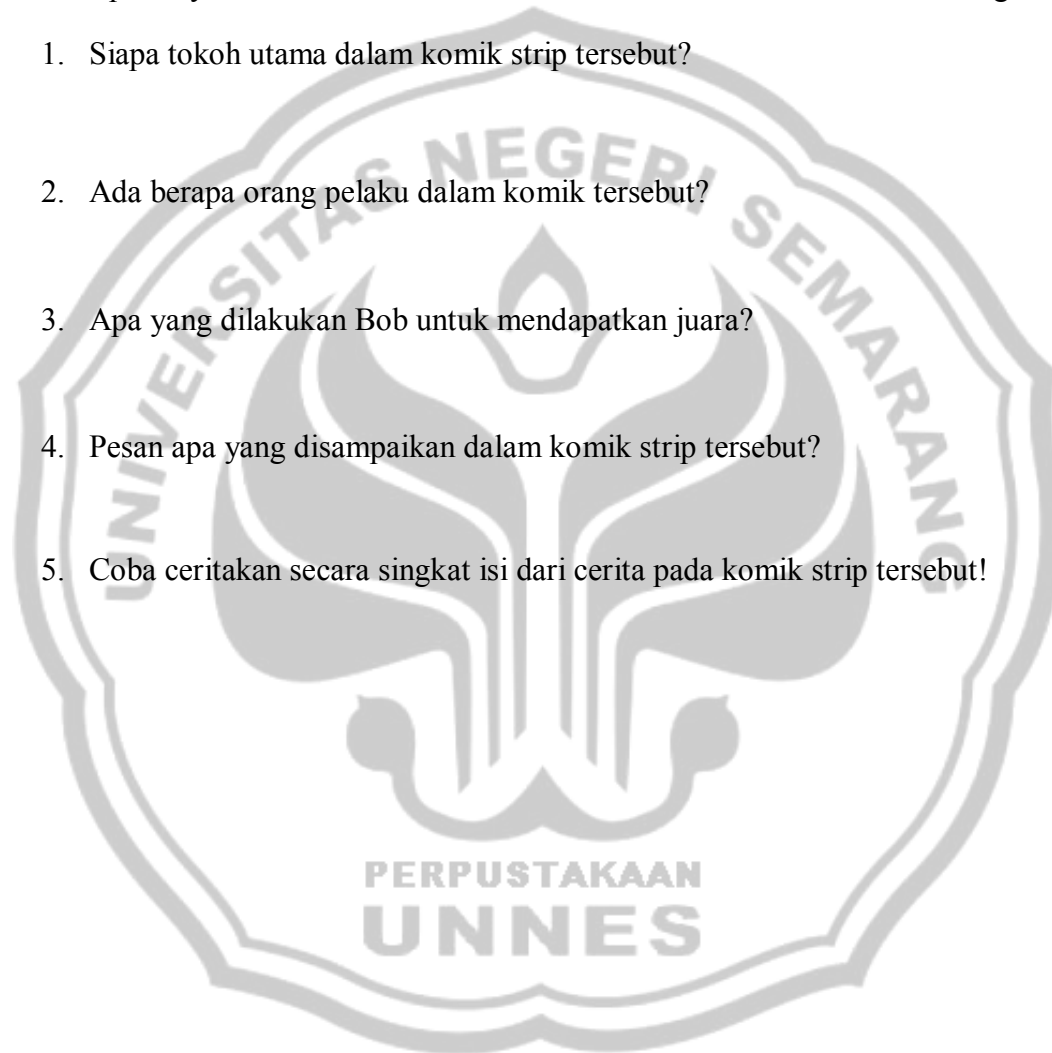 1. Siapa tokoh utama dalam komik strip tersebut?
2. Ada berapa orang pelaku dalam komik tersebut?
3. Apa yang dilakukan Bob untuk mendapatkan juara?
4. Pesan apa yang disampaikan dalam komik strip tersebut?
5. Coba ceritakan secara singkat isi dari cerita pada komik strip tersebut!
UNIVERSITAS NEGERI SEMARANG
PERPUSTAKAAN
UNNES